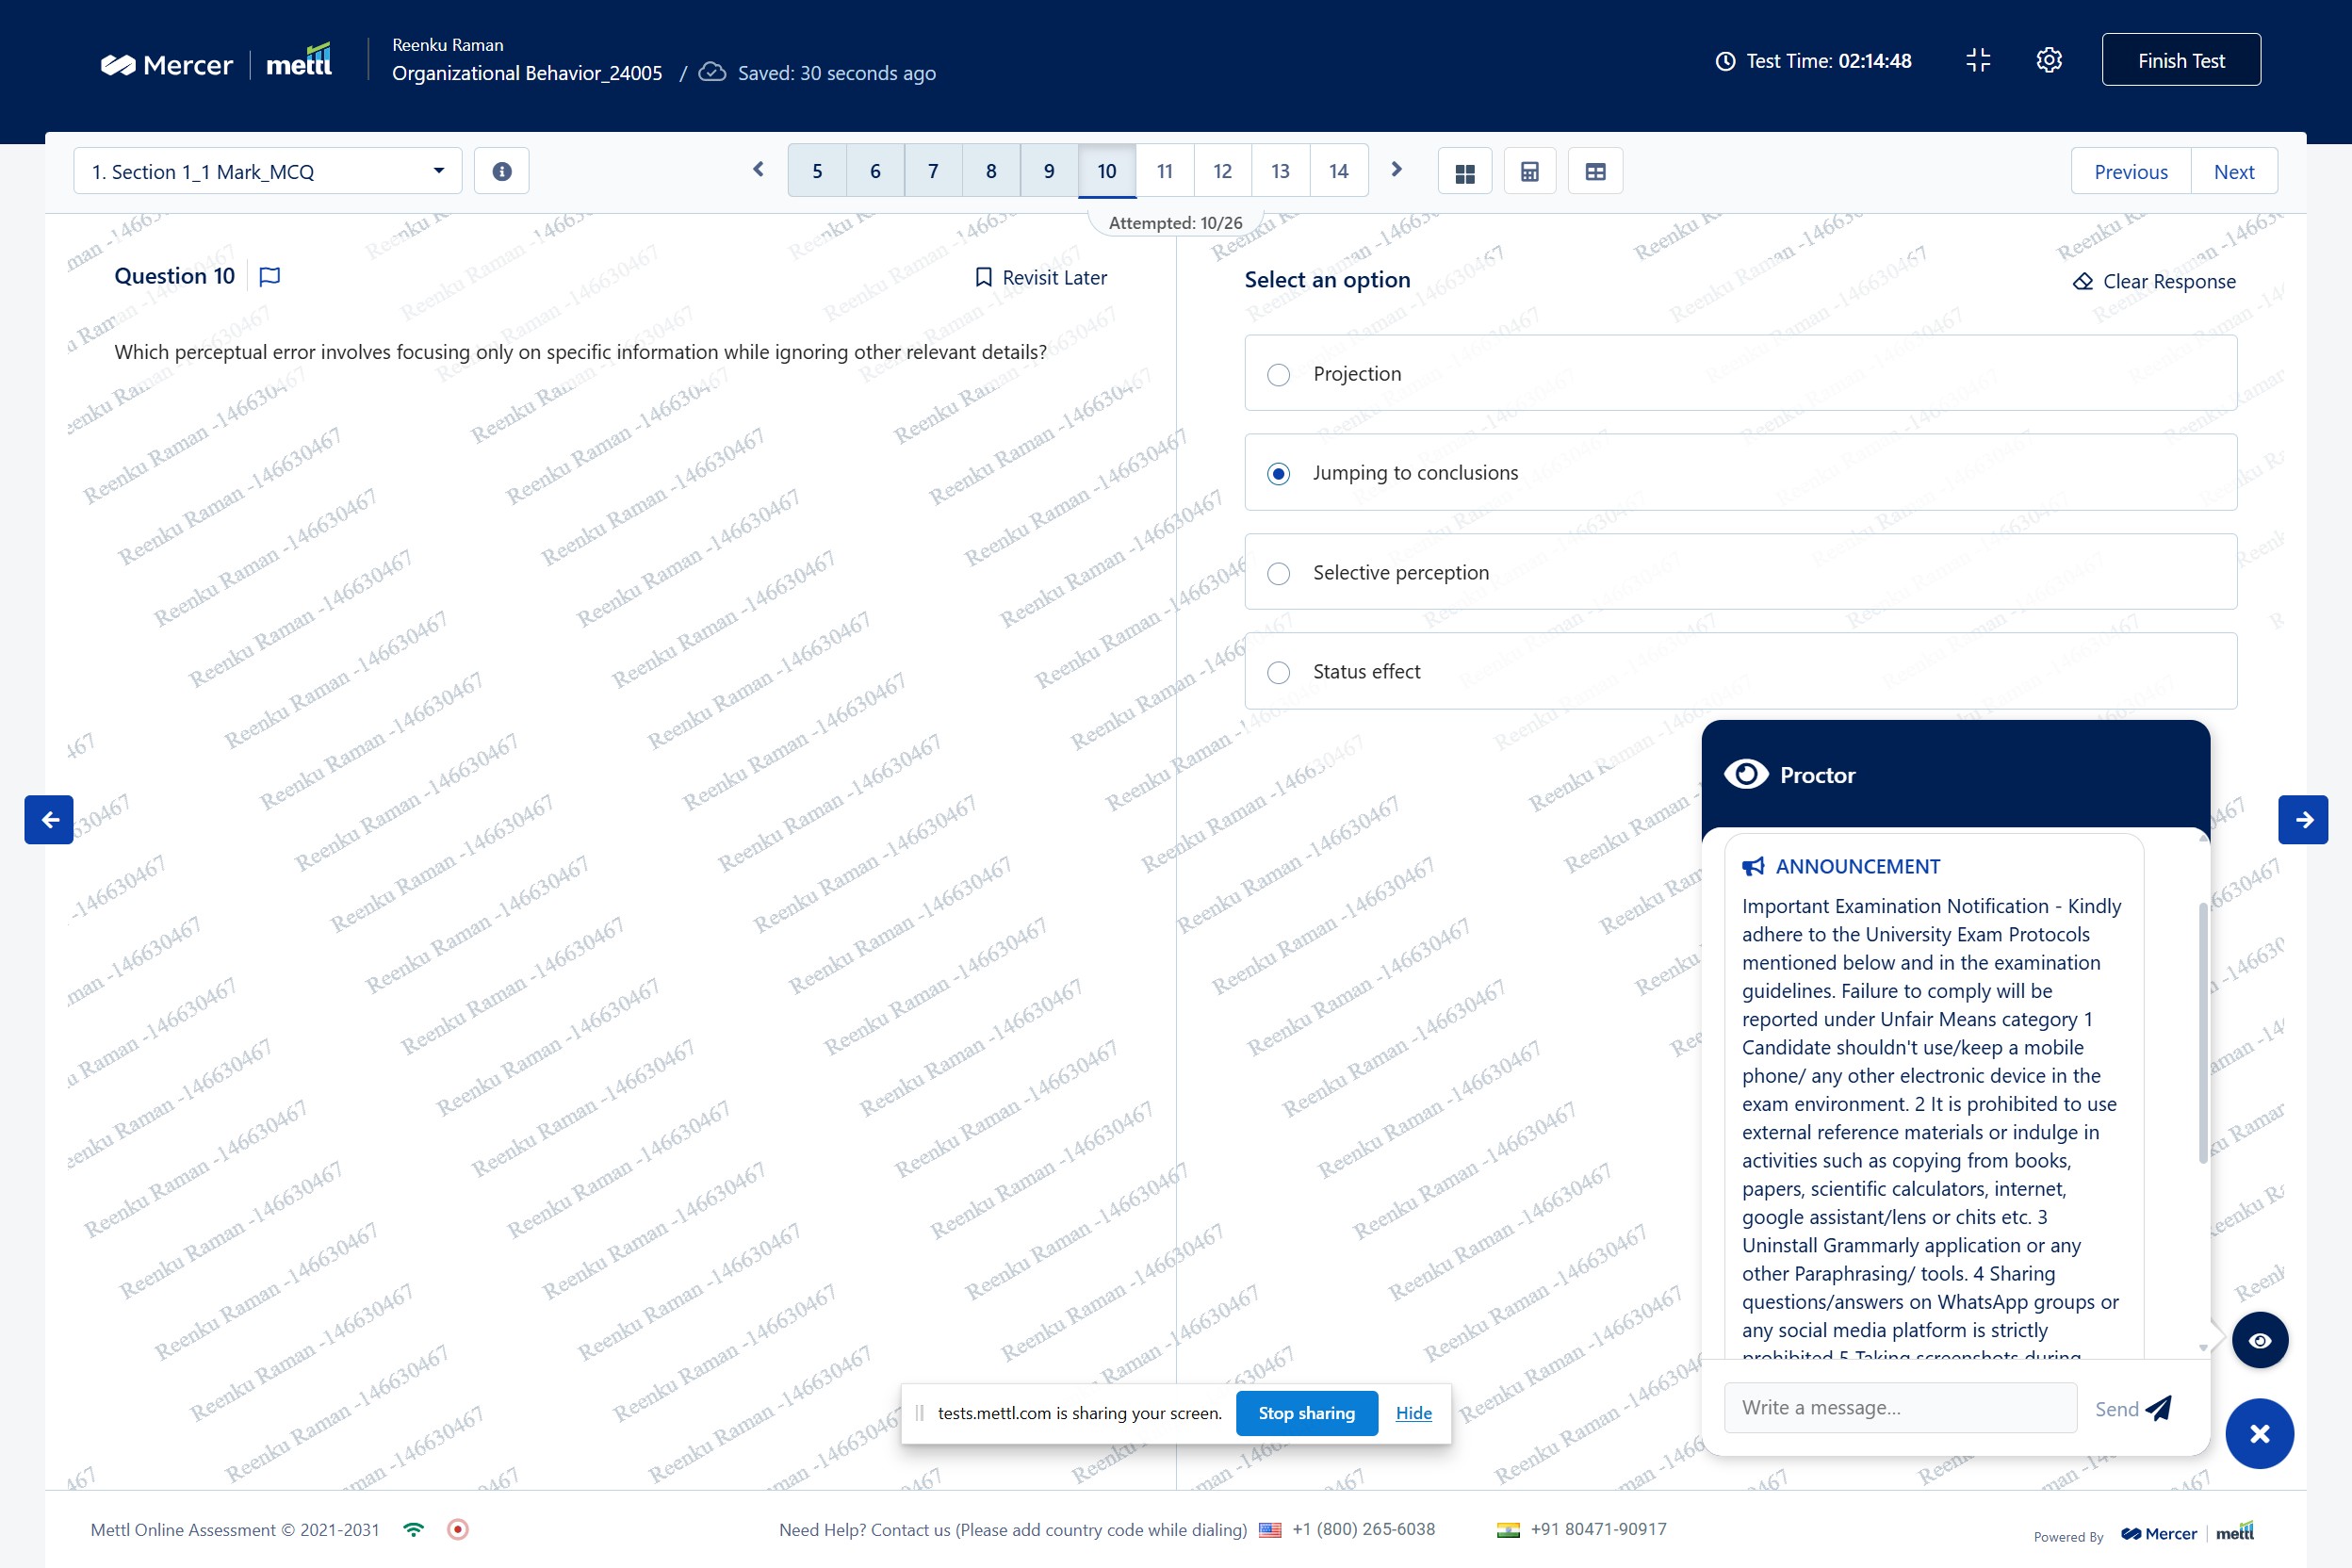 Mercer | mettl
Reenku Raman
Organizational Behavior_24005 / Saved: 30 seconds ago
Test Time: 02:14:48
Finish Test
1. Section 1_1 Mark_MCQ
5 6 7 8 9 10 11 12 13 14
Previous Next
Attempted: 10/26
Question 10
Revisit Later
Which perceptual error involves focusing only on specific information while ignoring other relevant details?
Select an option
Clear Response
Projection
Jumping to conclusions
Selective perception
Status effect
Reenku Raman -146630467
Proctor
ANNOUNCEMENT
Important Examination Notification - Kindly
adhere to the University Exam Protocols
mentioned below and in the examination
guidelines. Failure to comply will be
reported under Unfair Means category 1
Candidate shouldn't use/keep a mobile
phone/ any other electronic device in the
exam environment. 2 It is prohibited to use
external reference materials or indulge in
activities such as copying from books,
papers, scientific calculators, internet,
google assistant/lens or chits etc. 3
Uninstall Grammarly application or any
other Paraphrasing/ tools. 4 Sharing
questions/answers on WhatsApp groups or
any social media platform is strictly
prohibited 5 Taking screenshots during
Write a message...
Send
tests.mettl.com is sharing your screen.
Stop sharing
Hide
Mettl Online Assessment © 2021-2031
Need Help? Contact us (Please add country code while dialing) +1 (800) 265-6038 +91 80471-90917
Powered By Mercer | mettl